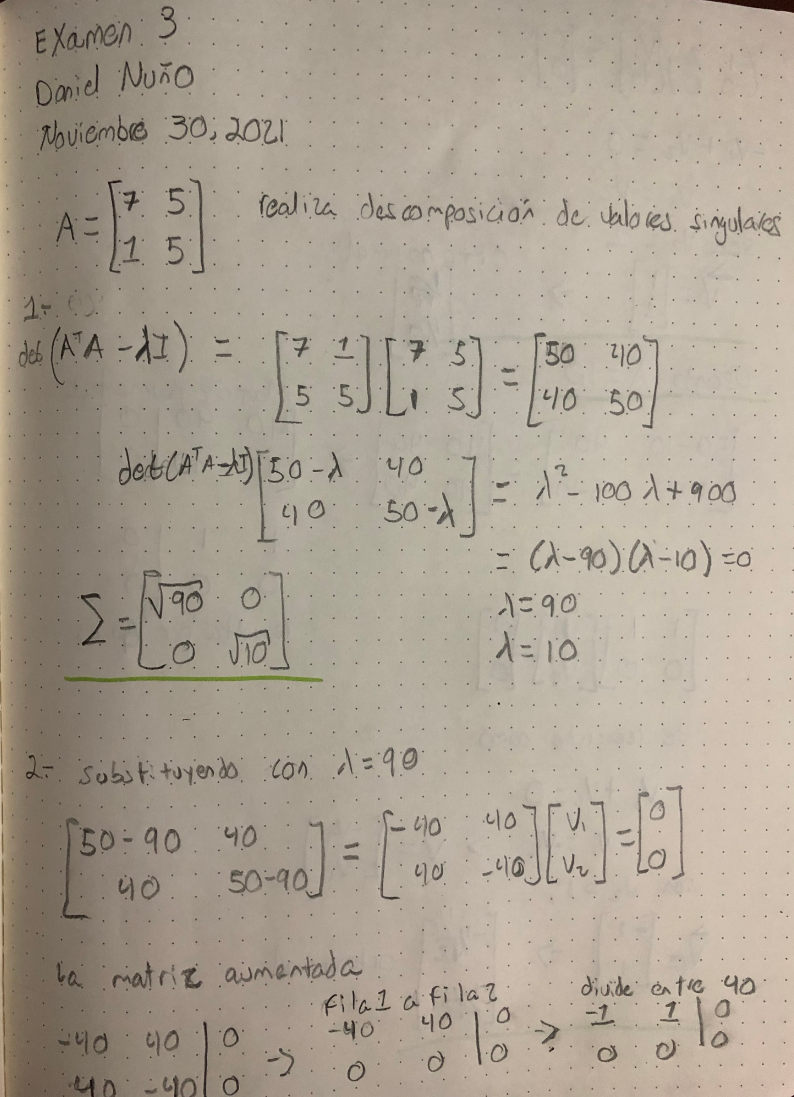 Examen 3
Daniel Nuño
Noviembre 30, 2021
A = [7 5; 1 5] realiza descomposición de valores singulares
1-
det (AᵀA - λI) = [7 1; 5 5] [7 5; 1 5] = [50 40; 40 50]
det(AᵀA-λI) [50-λ 40; 40 50-λ] = λ² - 100 λ + 900
= (λ-90) (λ-10) = 0
λ = 90
λ = 10
Σ = [√90 0; 0 √10]
2- substituyendo con λ = 90
[50-90 40; 40 50-90] = [-40 40; 40 -40] [v₁; v₂] = [0; 0]
la matriz aumentada
fila 1 a fila 2
divide entre 40
-40 40 | 0 -> -40 40 | 0 -> -1 1 | 0
40 -40 | 0 0 0 | 0 0 0 | 0